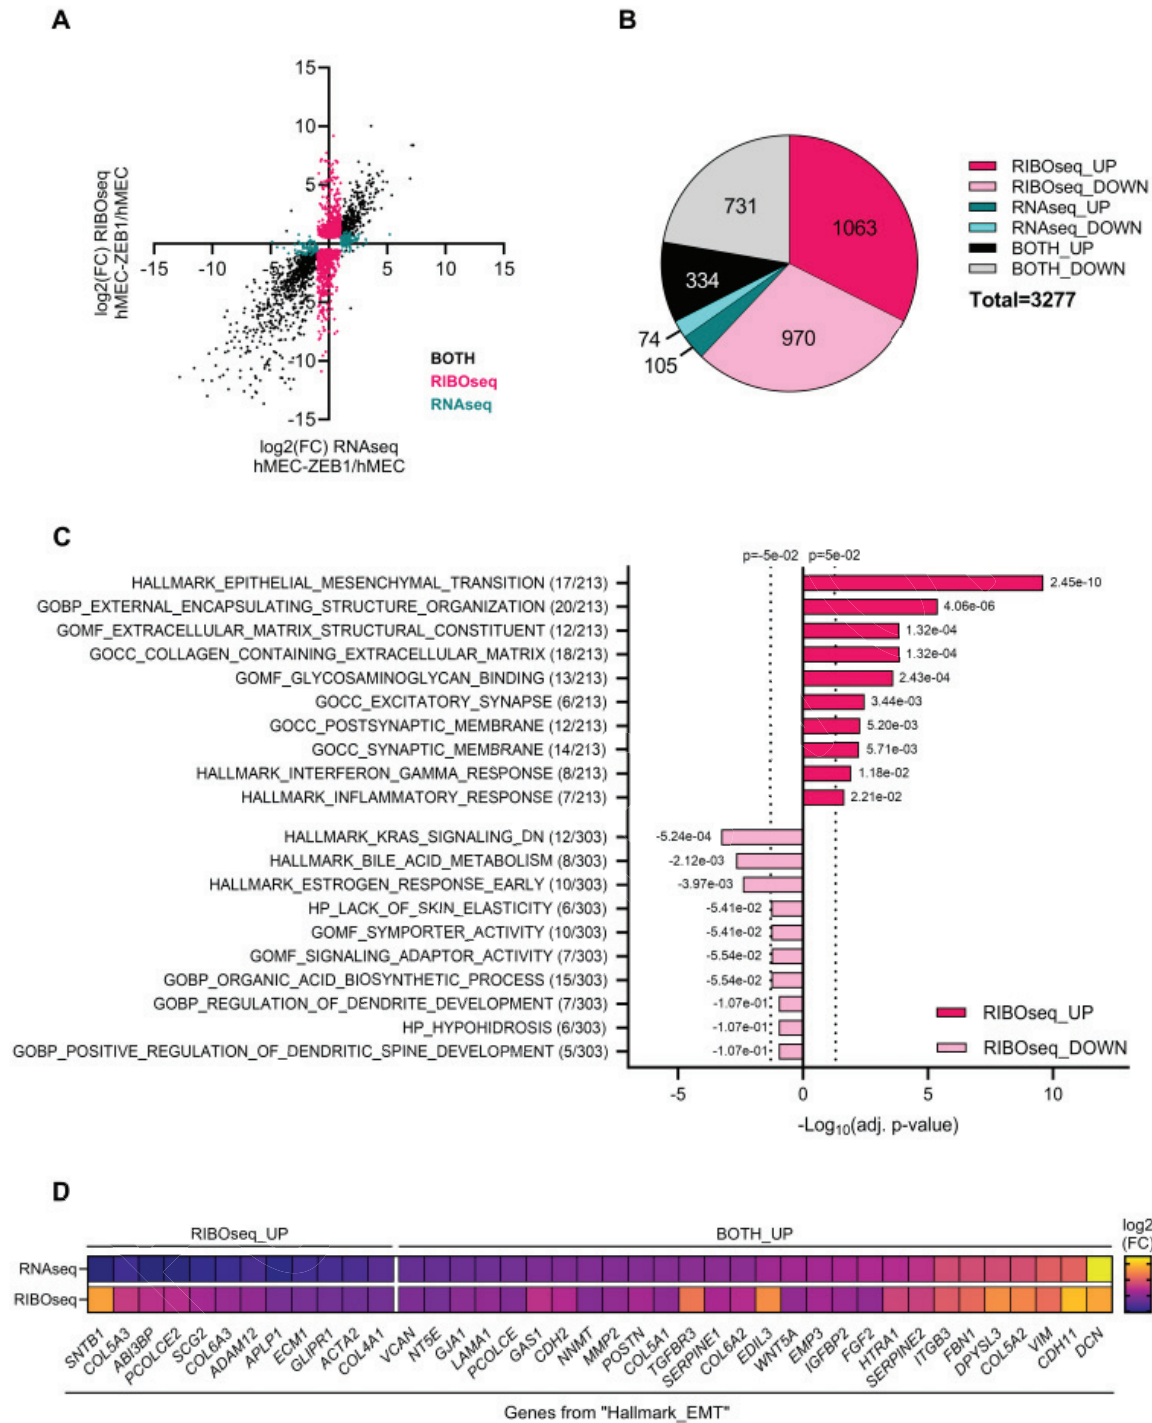 A
15
10
5
-15
-10
-5
5
10
15
-5
-10
-15
log2(FC) RIBOseq
hMEC-ZEB1/hMEC
BOTH
RIBOseq
RNAseq
log2(FC) RNAseq
hMEC-ZEB1/hMEC
B
731
1063
334
970
74
105
RIBOseq_UP
RIBOseq_DOWN
RNAseq_UP
RNAseq_DOWN
BOTH_UP
BOTH_DOWN
Total=3277
C
p=-5e-02 p=5e-02
HALLMARK_EPITHELIAL_MESENCHYMAL_TRANSITION (17/213) 2.45e-10
GOBP_EXTERNAL_ENCAPSULATING_STRUCTURE_ORGANIZATION (20/213) 4.06e-06
GOMF_EXTRACELLULAR_MATRIX_STRUCTURAL_CONSTITUENT (12/213) 1.32e-04
GOCC_COLLAGEN_CONTAINING_EXTRACELLULAR_MATRIX (18/213) 1.32e-04
GOMF_GLYCOSAMINOGLYCAN_BINDING (13/213) 2.43e-04
GOCC_EXCITATORY_SYNAPSE (6/213) 3.44e-03
GOCC_POSTSYNAPTIC_MEMBRANE (12/213) 5.20e-03
GOCC_SYNAPTIC_MEMBRANE (14/213) 5.71e-03
HALLMARK_INTERFERON_GAMMA_RESPONSE (8/213) 1.18e-02
HALLMARK_INFLAMMATORY_RESPONSE (7/213) 2.21e-02
HALLMARK_KRAS_SIGNALING_DN (12/303) -5.24e-04
HALLMARK_BILE_ACID_METABOLISM (8/303) -2.12e-03
HALLMARK_ESTROGEN_RESPONSE_EARLY (10/303) -3.97e-03
HP_LACK_OF_SKIN_ELASTICITY (6/303) -5.41e-02
GOMF_SYMPORTER_ACTIVITY (10/303) -5.41e-02
GOMF_SIGNALING_ADAPTOR_ACTIVITY (7/303) -5.54e-02
GOBP_ORGANIC_ACID_BIOSYNTHETIC_PROCESS (15/303) -5.54e-02
GOBP_REGULATION_OF_DENDRITE_DEVELOPMENT (7/303) -1.07e-01
HP_HYPOHIDROSIS (6/303) -1.07e-01
GOBP_POSITIVE_REGULATION_OF_DENDRITIC_SPINE_DEVELOPMENT (5/303) -1.07e-01
RIBOseq_UP
RIBOseq_DOWN
-5 0 5 10
-Log10(adj. p-value)
D
RIBOseq_UP BOTH_UP
log2
(FC)
RNAseq
RIBOseq
SNTB1 COL5A3 ABI3BP PCOLCE2 SCG2 COL6A3 ADAM12 APLP1 ECM1 GLIPR1 ACTA2 COL4A1 VCAN NT5E GJA1 LAMA1 PCOLCE GAS1 CDH2 NNMT MMP2 POSTN COL5A1 TGFBR3 SERPINE1 COL6A2 EDIL3 WNT5A EMP3 IGFBP2 FGF2 HTRA1 SERPINE2 ITGB3 FBN1 DPYSL3 COL5A2 VIM CDH11 DCN
Genes from "Hallmark_EMT"